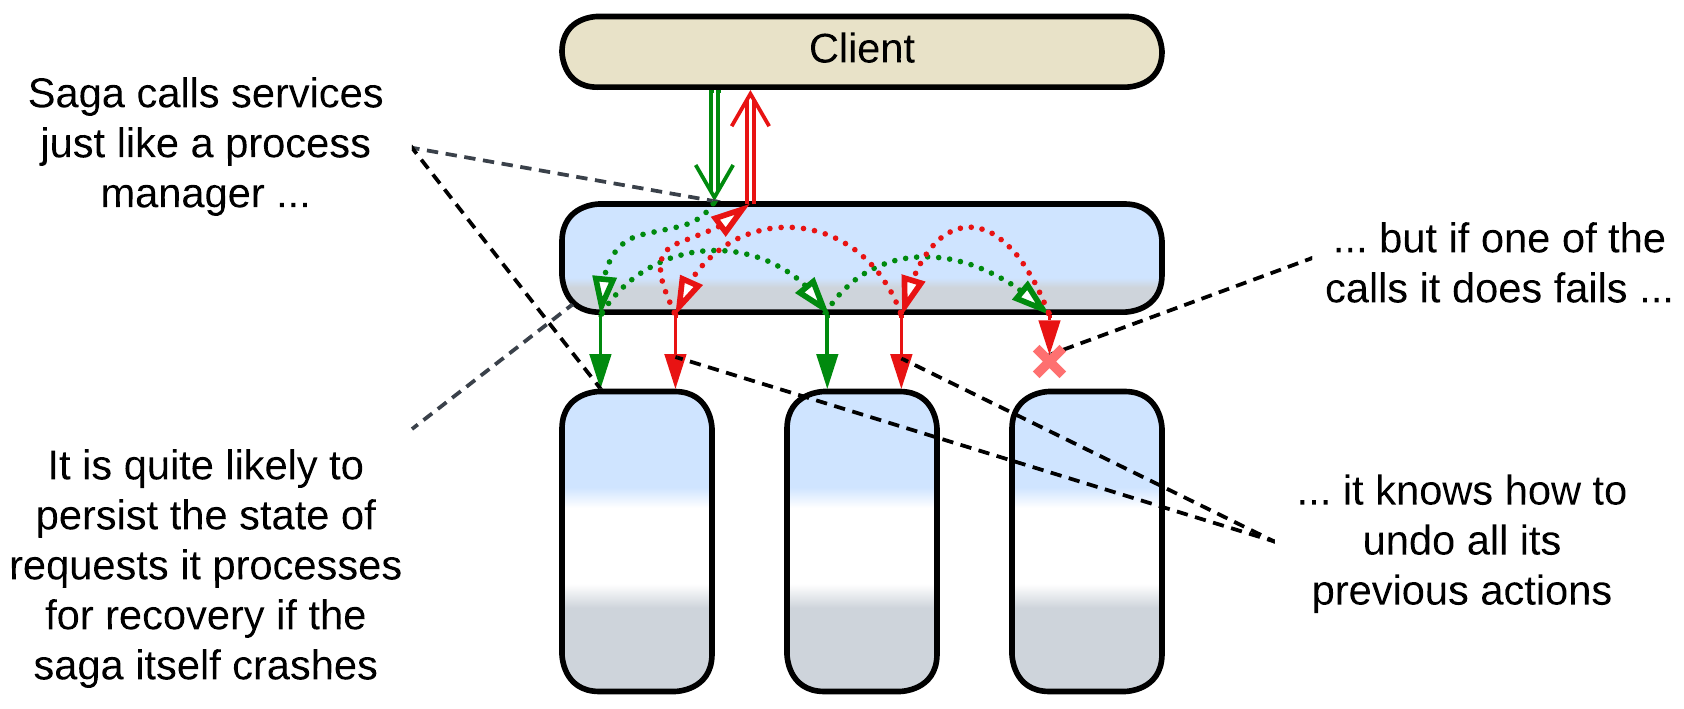 Client
Saga calls services
just like a process
manager ...
... but if one of the
calls it does fails ...
It is quite likely to
persist the state of
requests it processes
for recovery if the
saga itself crashes
... it knows how to
undo all its
previous actions